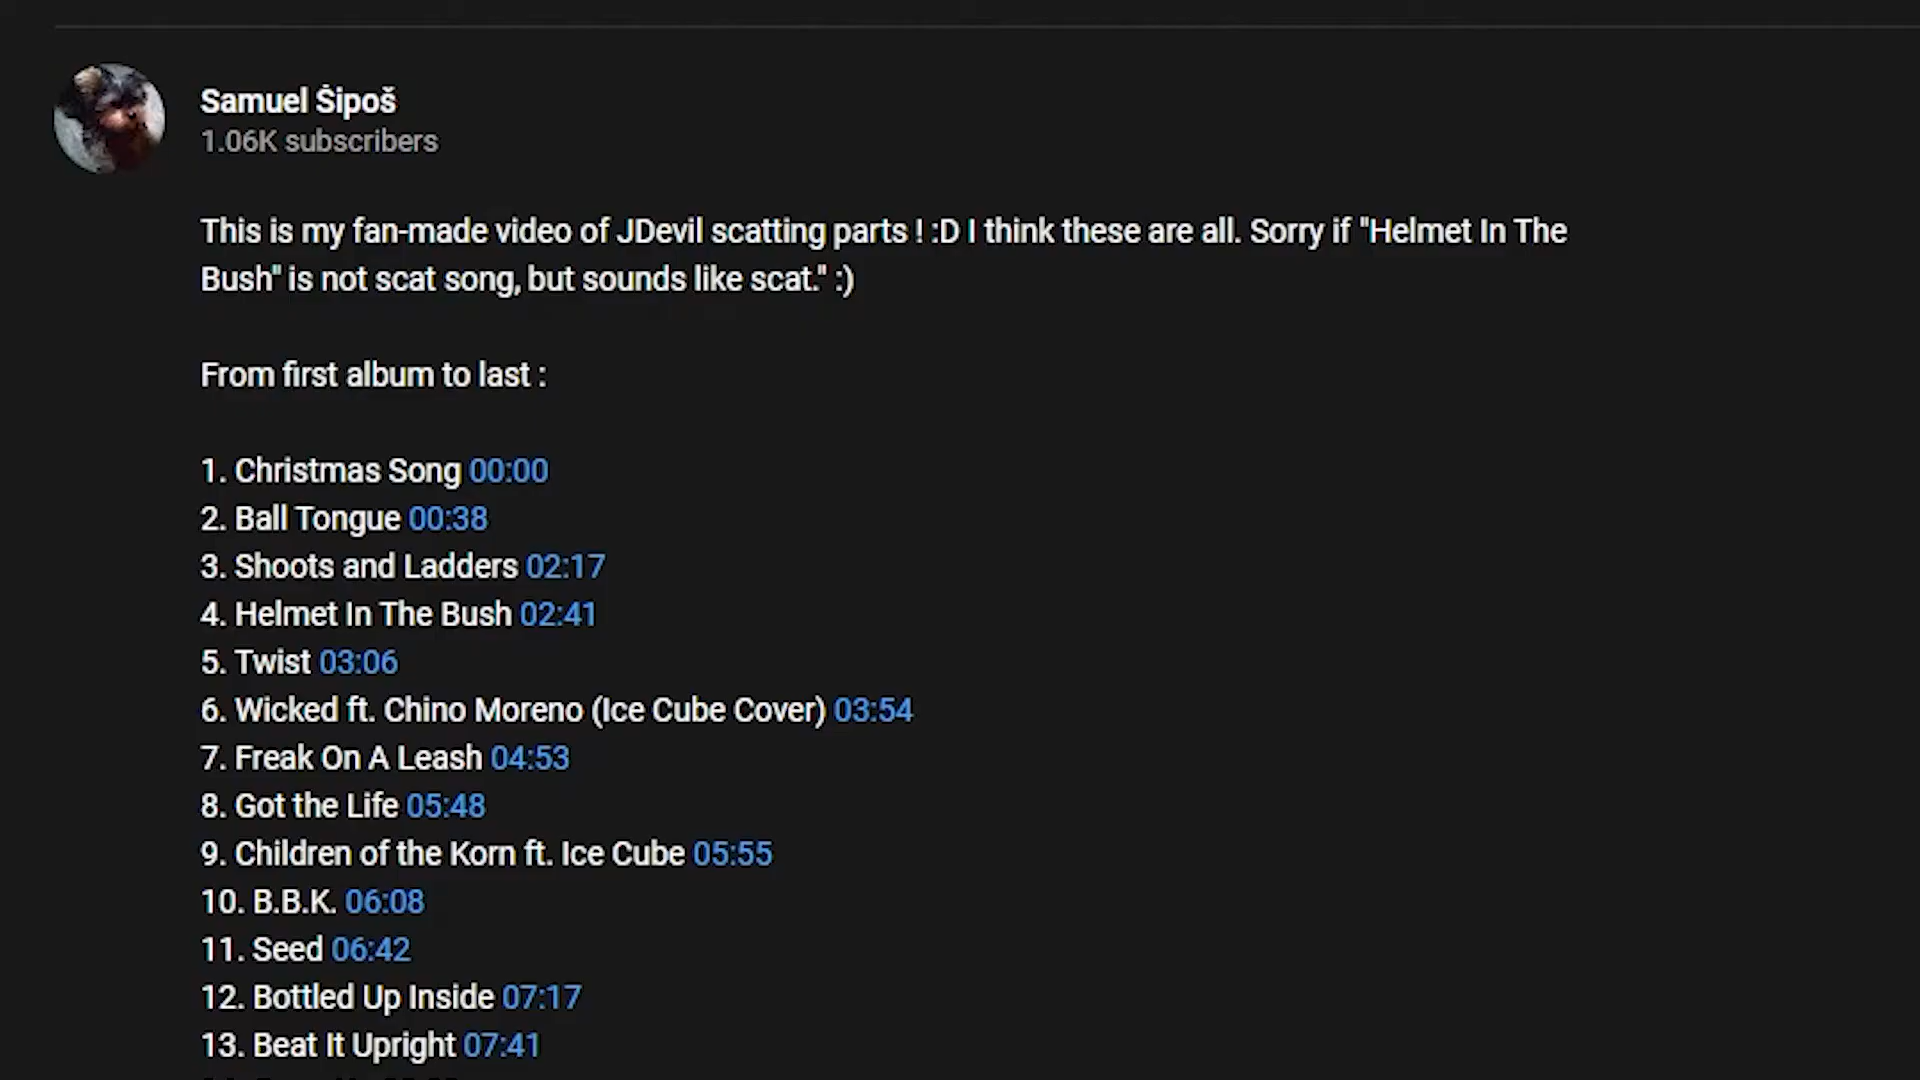 Samuel Šipoš
1.06K subscribers
This is my fan-made video of JDevil scatting parts ! :D I think these are all. Sorry if "Helmet In The
Bush" is not scat song, but sounds like scat." :)
From first album to last :
1. Christmas Song 00:00
2. Ball Tongue 00:38
3. Shoots and Ladders 02:17
4. Helmet In The Bush 02:41
5. Twist 03:06
6. Wicked ft. Chino Moreno (Ice Cube Cover) 03:54
7. Freak On A Leash 04:53
8. Got the Life 05:48
9. Children of the Korn ft. Ice Cube 05:55
10. B.B.K. 06:08
11. Seed 06:42
12. Bottled Up Inside 07:17
13. Beat It Upright 07:41